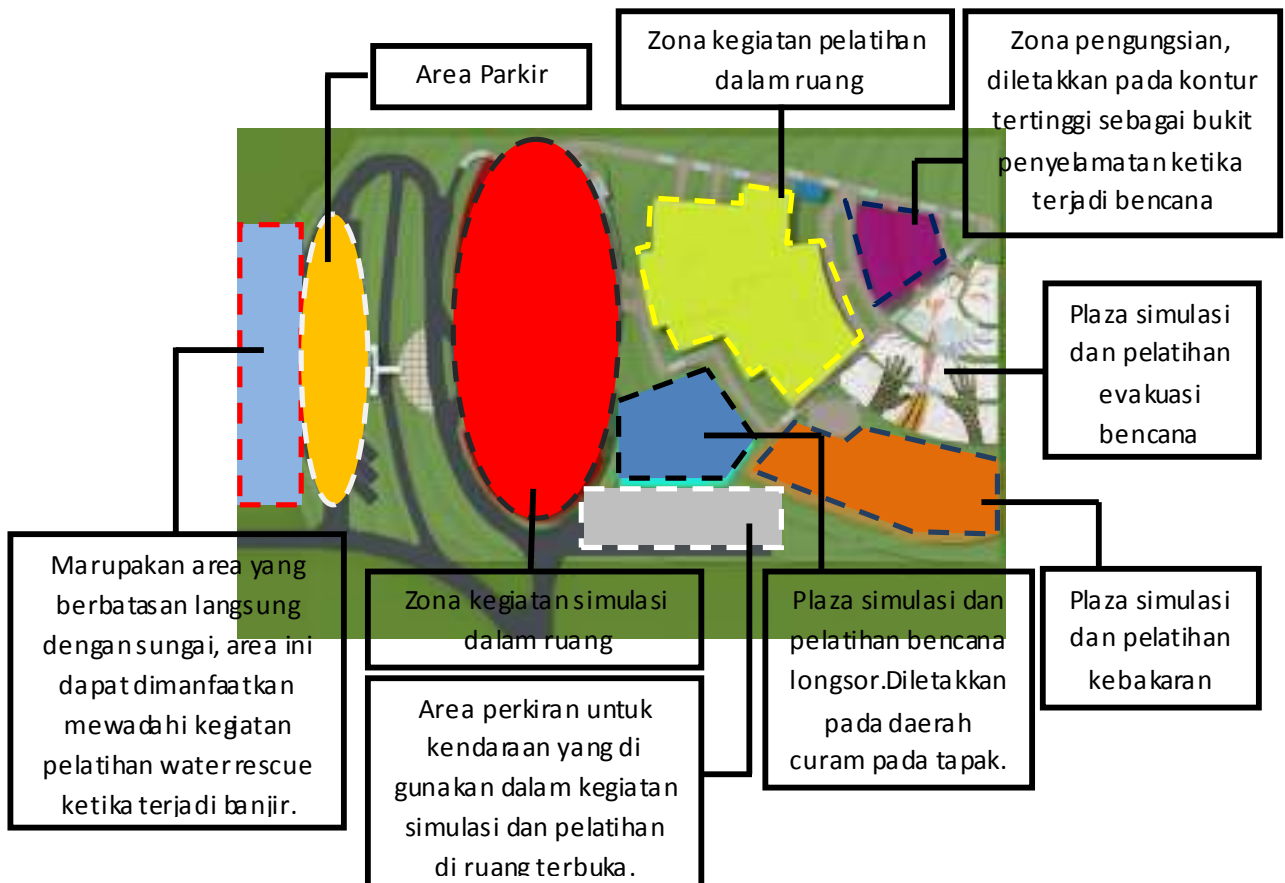 Area Parkir
Zona kegiatan pelatihan
dalam ruang
Zona pengungsian,
diletakkan pada kontur
tertinggi sebagai bukit
penyelamatan ketika
terjadi bencana
Plaza simulasi
dan pelatihan
evakuasi
bencana
Marupakan area yang
berbatasan langsung
dengan sungai, area ini
dapat dimanfaatkan
mewadahi kegiatan
pelatihan water rescue
ketika terjadi banjir.
Zona kegiatan simulasi
dalam ruang
Area perkiran untuk
kendaraan yang di
gunakan dalam kegiatan
simulasi dan pelatihan
di ruang terbuka.
Plaza simulasi dan
pelatihan bencana
longsor.Diletakkan
pada daerah
curam pada tapak.
Plaza simulasi
dan pelatihan
kebakaran